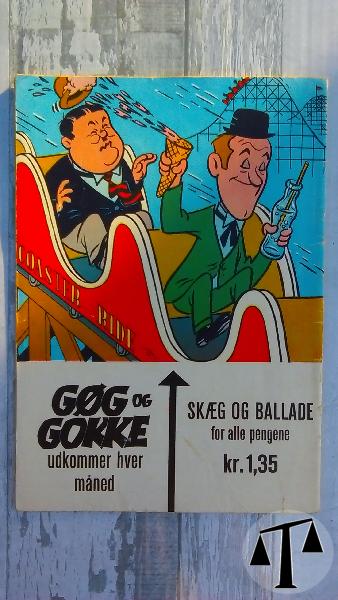 COASTER - RIDE
GØG OG
GOKKE
udkommer hver
måned
SKÆG OG BALLADE
for alle pengene
kr. 1,35